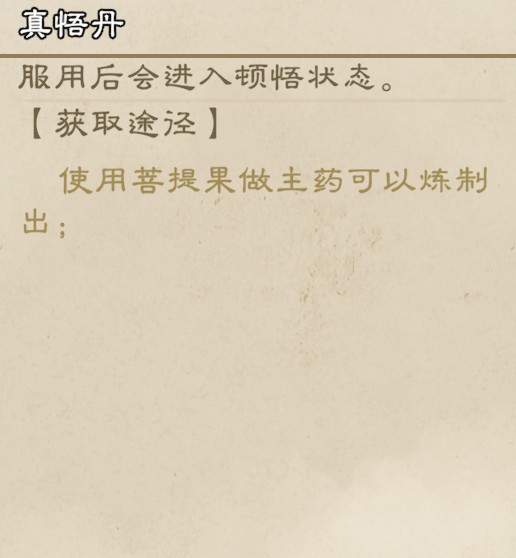 真悟丹
服用后会进入顿悟状态。
【获取途径】
使用菩提果做主药可以炼制
出；